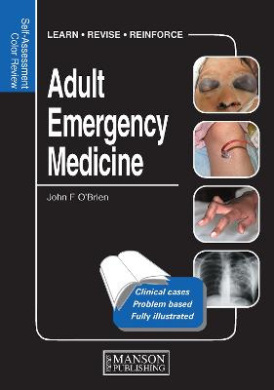 LEARN • REVISE • REINFORCE
Self-Assessment
Color Review
Adult
Emergency
Medicine
John F O'Brien
Clinical cases
Problem based
Fully illustrated
MANSON
PUBLISHING